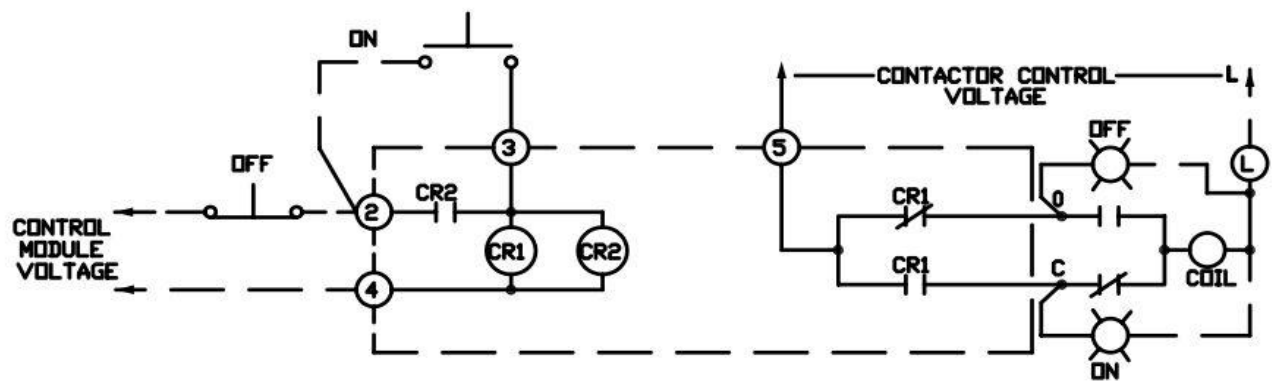 ON
CONTACTOR CONTROL
VOLTAGE
L
OFF
3
5
L
OFF
2
CR2
CR1
O
CONTROL
MODULE
VOLTAGE
CR1
CR2
CR1
C
COIL
4
ON